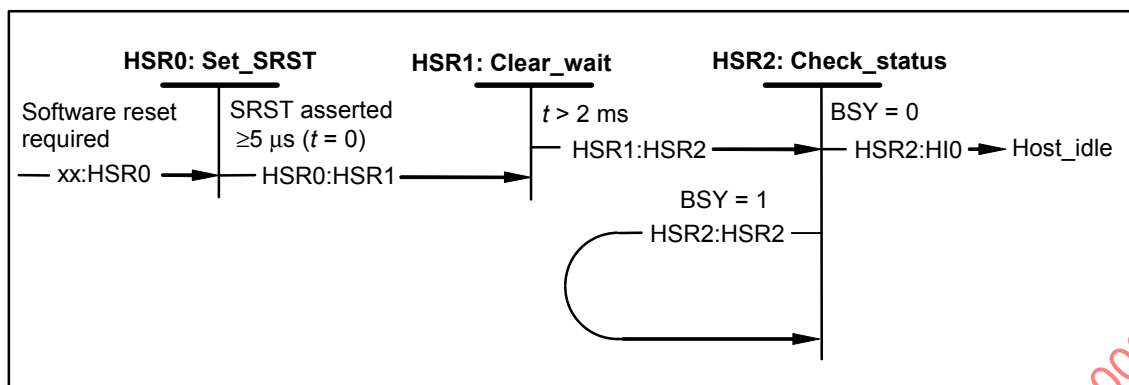 HSR0: Set_SRST
HSR1: Clear_wait
HSR2: Check_status
Software reset
required
SRST asserted
≥5 μs (t = 0)
t > 2 ms
BSY = 0
xx:HSR0
HSR0:HSR1
HSR1:HSR2
HSR2:HI0
Host_idle
BSY = 1
HSR2:HSR2